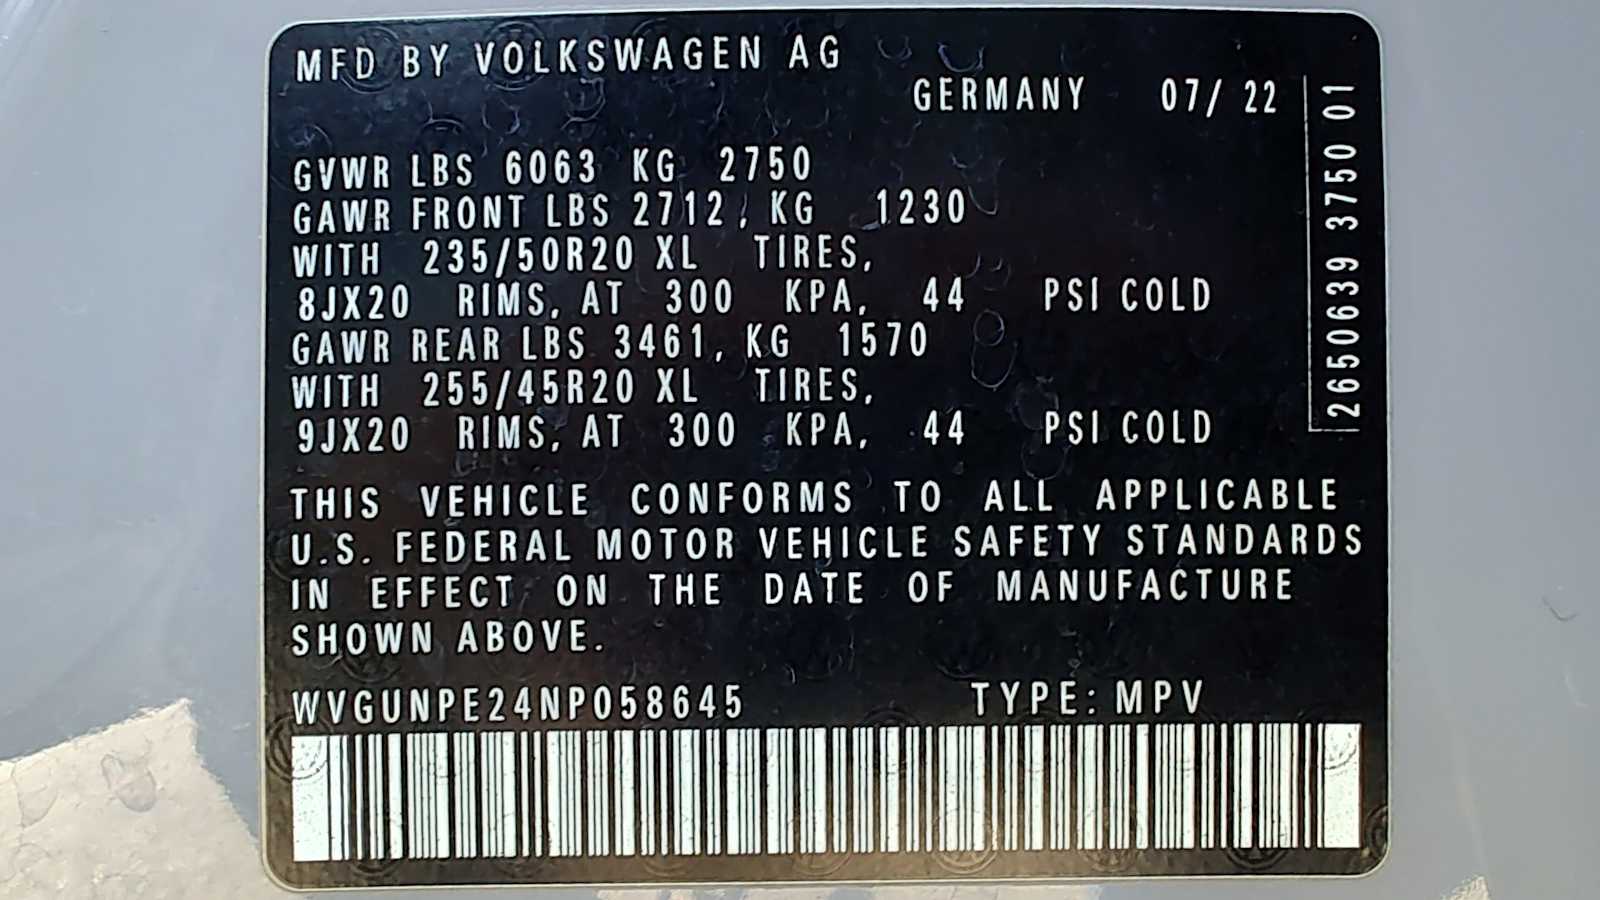 MFD BY VOLKSWAGEN AG
GERMANY 07/ 22
GVWR LBS 6063 KG 2750
GAWR FRONT LBS 2712, KG 1230
WITH 235/50R20 XL TIRES,
8JX20 RIMS, AT 300 KPA, 44 PSI COLD
GAWR REAR LBS 3461, KG 1570
WITH 255/45R20 XL TIRES,
9JX20 RIMS, AT 300 KPA, 44 PSI COLD
THIS VEHICLE CONFORMS TO ALL APPLICABLE
U.S. FEDERAL MOTOR VEHICLE SAFETY STANDARDS
IN EFFECT ON THE DATE OF MANUFACTURE
SHOWN ABOVE.
WVGUNPE24NP058645 TYPE: MPV
2650639 3750 01